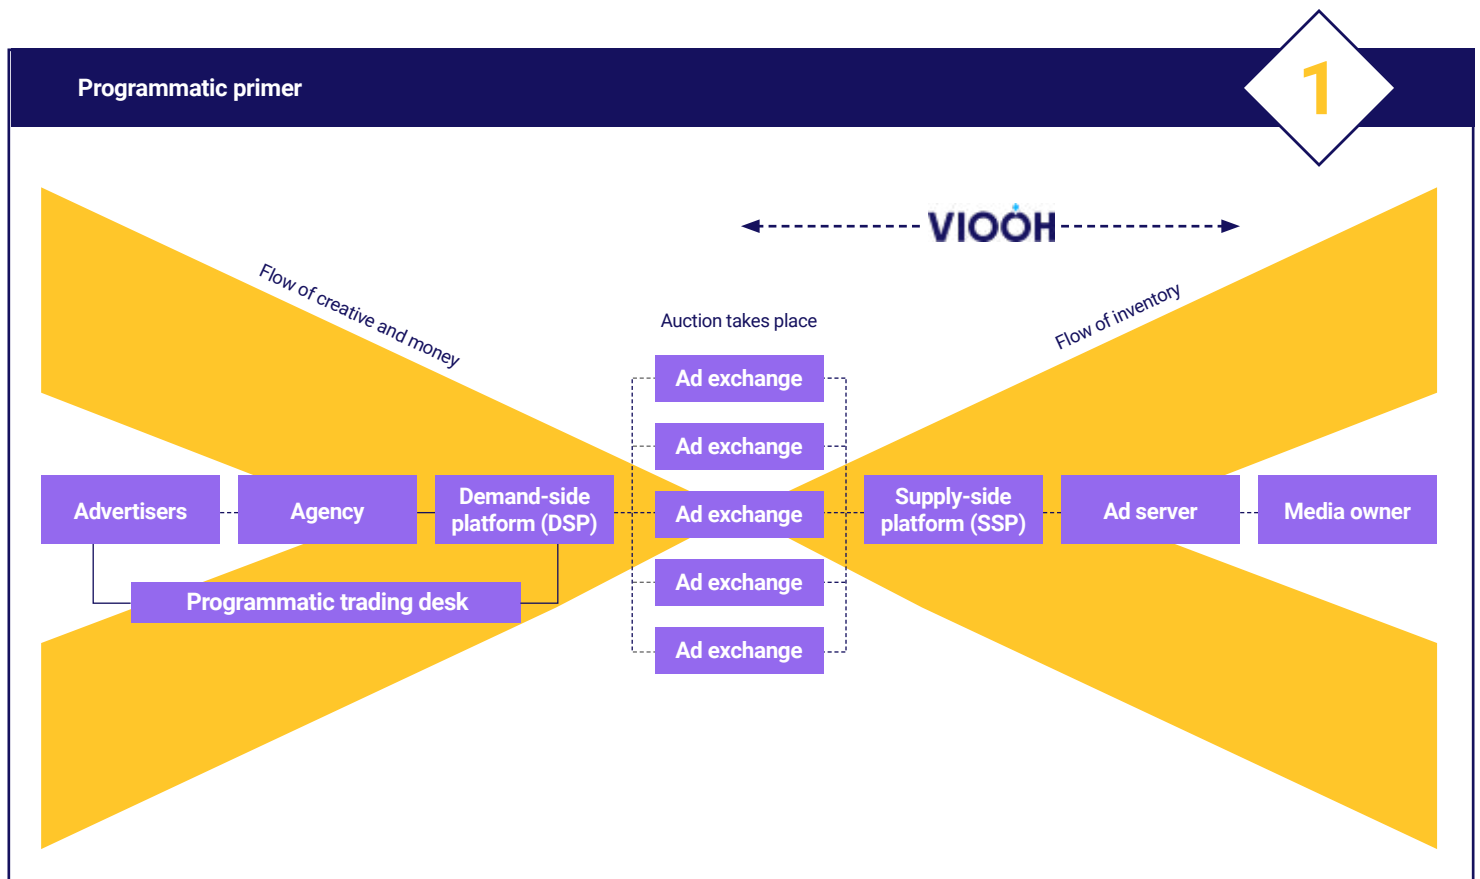 Programmatic primer
1
VIOOH
Flow of creative and money
Flow of inventory
Auction takes place
Ad exchange
Ad exchange
Ad exchange
Ad exchange
Ad exchange
Advertisers
Agency
Demand-side
platform (DSP)
Supply-side
platform (SSP)
Ad server
Media owner
Programmatic trading desk